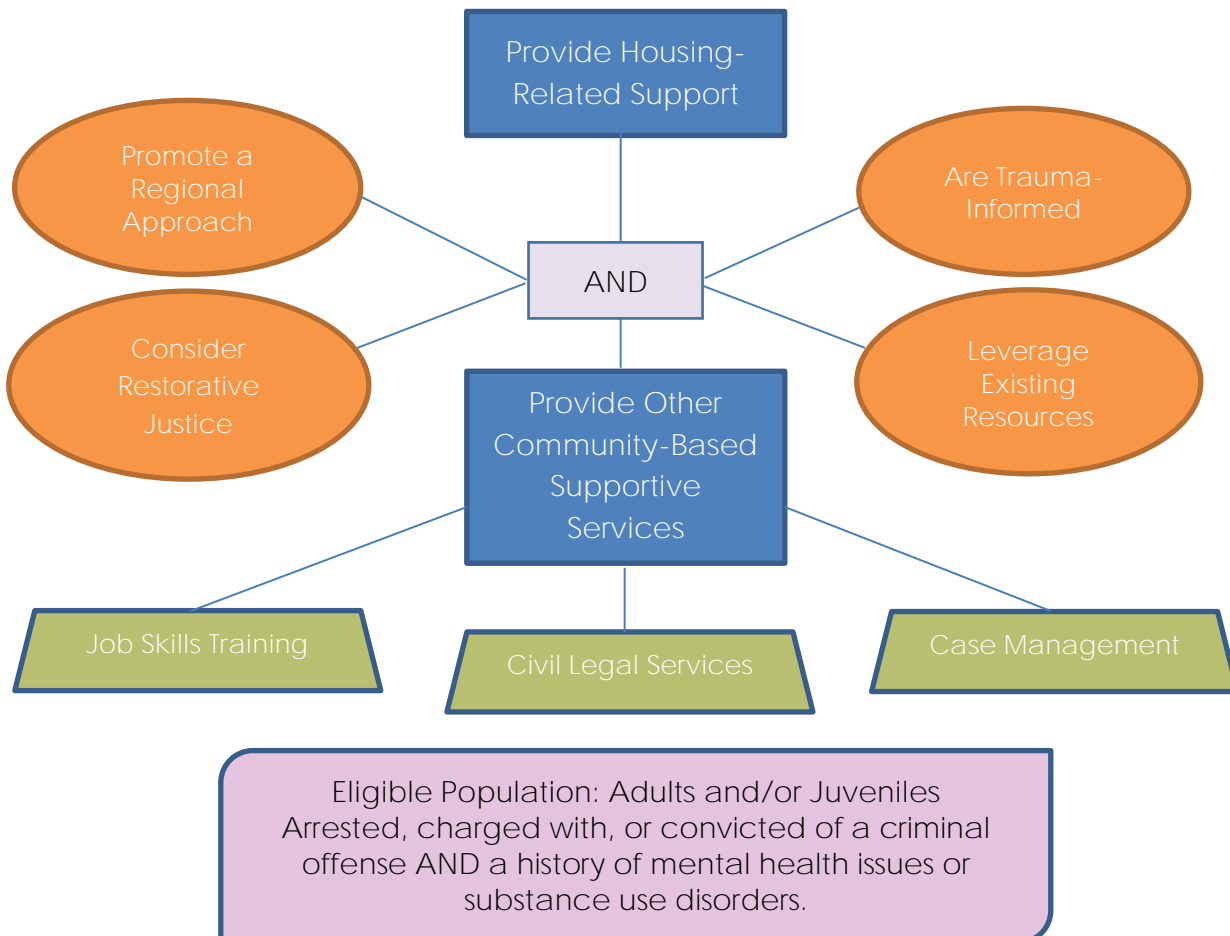 Provide Housing-
Related Support
Promote a
Regional
Approach
Are Trauma-
Informed
AND
Consider
Restorative
Justice
Leverage
Existing
Resources
Provide Other
Community-Based
Supportive
Services
Job Skills Training
Civil Legal Services
Case Management
Eligible Population: Adults and/or Juveniles
Arrested, charged with, or convicted of a criminal
offense AND a history of mental health issues or
substance use disorders.